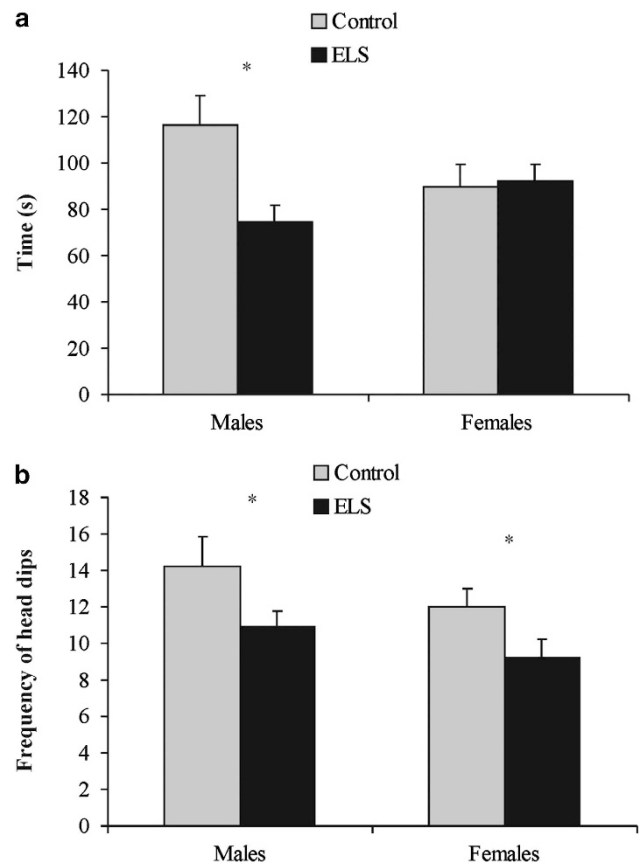 a
Control
ELS
*
140
120
100
80
60
40
20
0
Time (s)
Males Females
b
Control
ELS
*
*
18
16
14
12
10
8
6
4
2
0
Frequency of head dips
Males Females